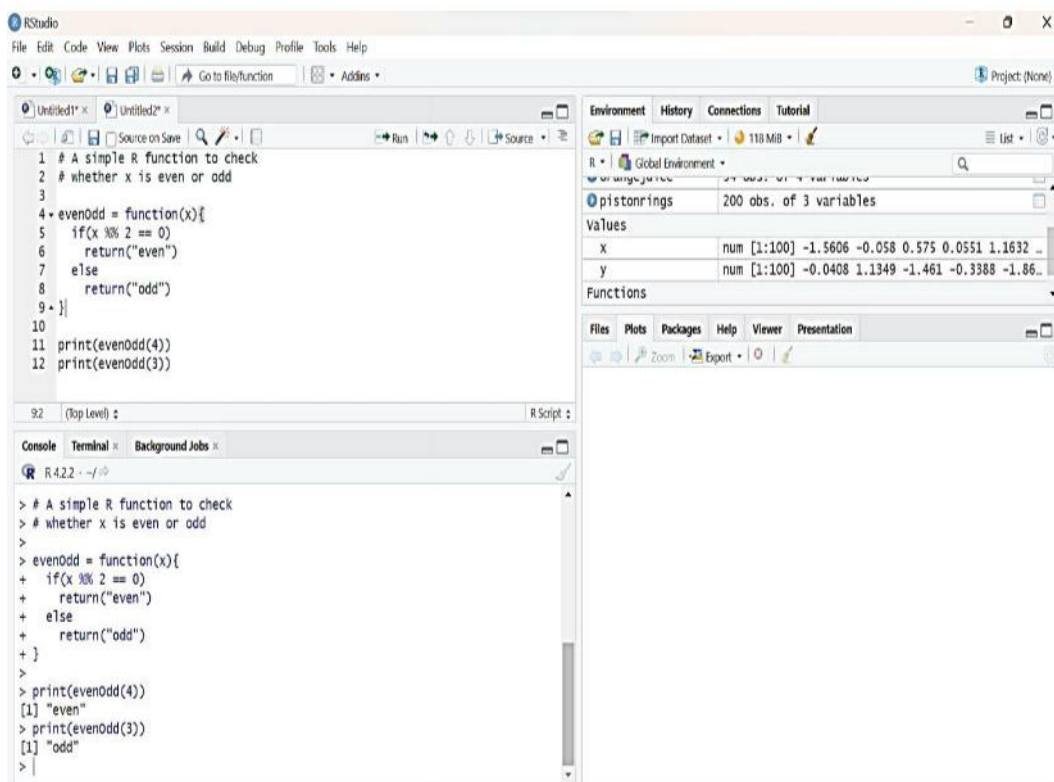 RStudio
File Edit Code View Plots Session Build Debug Profile Tools Help
Go to file/function Addins Project: (None)
Untitled1* × Untitled2* ×
Source on Save Run Source
1 # A simple R function to check
2 # whether x is even or odd
3
4 evenOdd = function(x){
5 if(x %% 2 == 0)
6 return("even")
7 else
8 return("odd")
9 }
10
11 print(evenOdd(4))
12 print(evenOdd(3))
9:2 (Top Level) R Script
Console Terminal × Background Jobs ×
R 4.2.2 · ~/
> # A simple R function to check
> # whether x is even or odd
>
> evenOdd = function(x){
+ if(x %% 2 == 0)
+ return("even")
+ else
+ return("odd")
+ }
>
> print(evenOdd(4))
[1] "even"
> print(evenOdd(3))
[1] "odd"
>
Environment History Connections Tutorial
Import Dataset 118 MiB List
R Global Environment
pistonrings 200 obs. of 3 variables
Values
x num [1:100] -1.5606 -0.058 0.575 0.0551 1.1632 …
y num [1:100] -0.0408 1.1349 -1.461 -0.3388 -1.86…
Functions
Files Plots Packages Help Viewer Presentation
Zoom Export